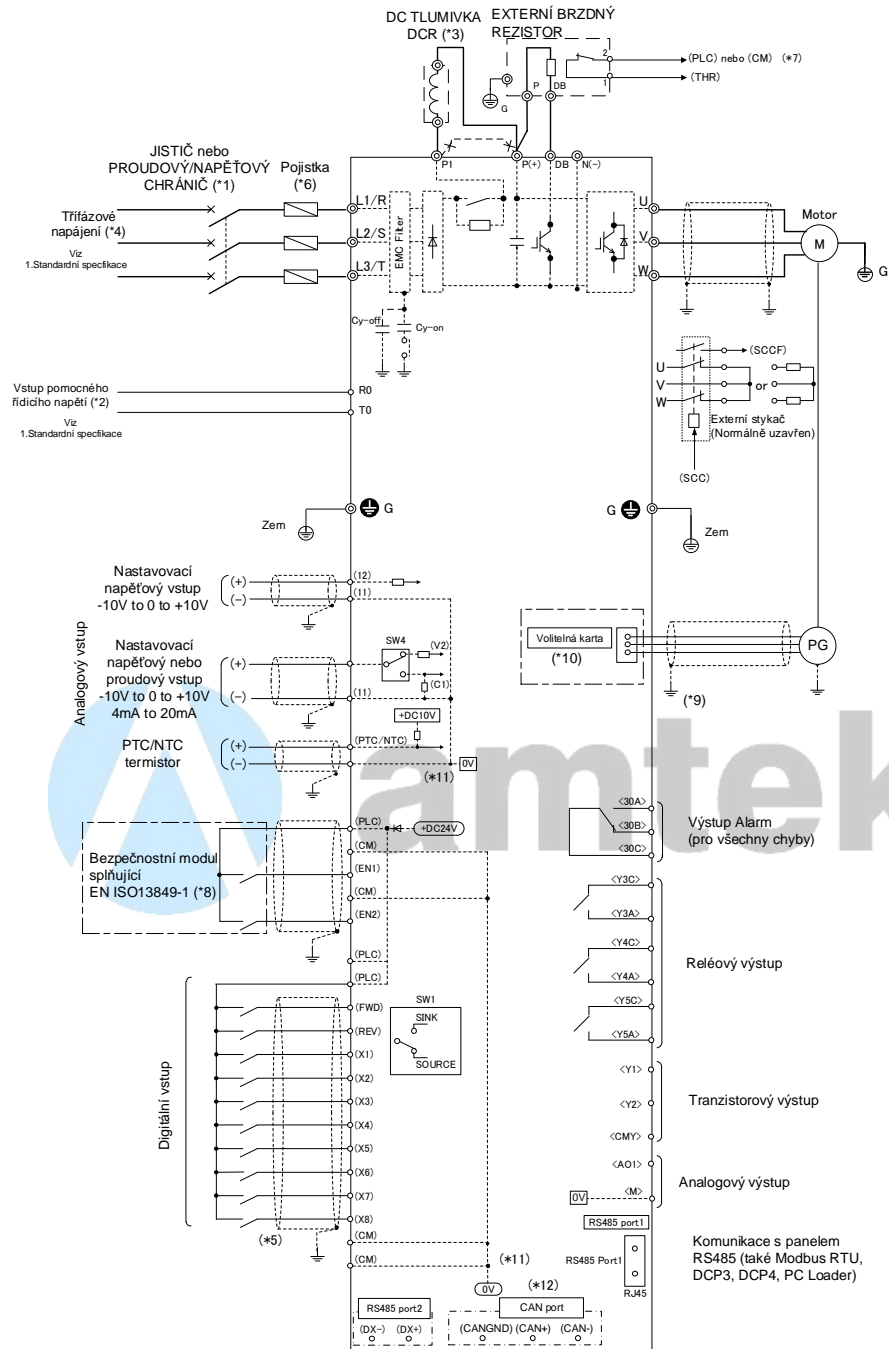 DC TLUMIVKA
DCR (*3)
EXTERNÍ BRZDNÝ
REZISTOR
P
DB
G
2
1
(PLC) nebo (CM) (*7)
(THR)
JISTIČ nebo
PROUDOVÝ/NAPĚŤOVÝ
CHRÁNIČ (*1)
Pojistka
(*6)
P1
P(+)
DB
N(-)
Třífázové
napájení (*4)
Viz
1.Standardní specfikace
L1/R
L2/S
L3/T
EMC Filter
U
V
W
Motor
M
G
Cy-off
Cy-on
Vstup pomocného
řídicího napětí (*2)
Viz
1.Standardní specfikace
R0
T0
(SCCF)
U
V
W
or
Externí stykač
(Normálně uzavřen)
(SCC)
G
Zem
G
Zem
Analogový vstup
Nastavovací
napěťový vstup
-10V to 0 to +10V
(+)
(-)
(12)
(11)
Nastavovací
napěťový nebo
proudový vstup
-10V to 0 to +10V
4mA to 20mA
(+)
(-)
SW4
(V2)
(C1)
(11)
+DC10V
PTC/NTC
termistor
(+)
(-)
(PTC/NTC)
(*11)
0V
Volitelná karta
(*10)
PG
(*9)
amtek
Bezpečnostní modul
splňující
EN ISO13849-1 (*8)
(PLC)
+DC24V
(CM)
(EN1)
(CM)
(EN2)
(PLC)
(PLC)
<30A>
<30B>
<30C>
Výstup Alarm
(pro všechny chyby)
<Y3C>
<Y3A>
<Y4C>
<Y4A>
<Y5C>
<Y5A>
Reléový výstup
Digitální vstup
(FWD)
(REV)
(X1)
(X2)
(X3)
(X4)
(X5)
(X6)
(X7)
(X8)
(*5)
(CM)
(CM)
SW1
SINK
SOURCE
<Y1>
<Y2>
<CMY>
Tranzistorový výstup
<AO1>
<M>
0V
Analogový výstup
RS485 port1
RS485 Port1
RJ45
Komunikace s panelem
RS485 (také Modbus RTU,
DCP3, DCP4, PC Loader)
(*11)
0V
(*12)
RS485 port2
(DX-) (DX+)
CAN port
(CANGND) (CAN+) (CAN-)